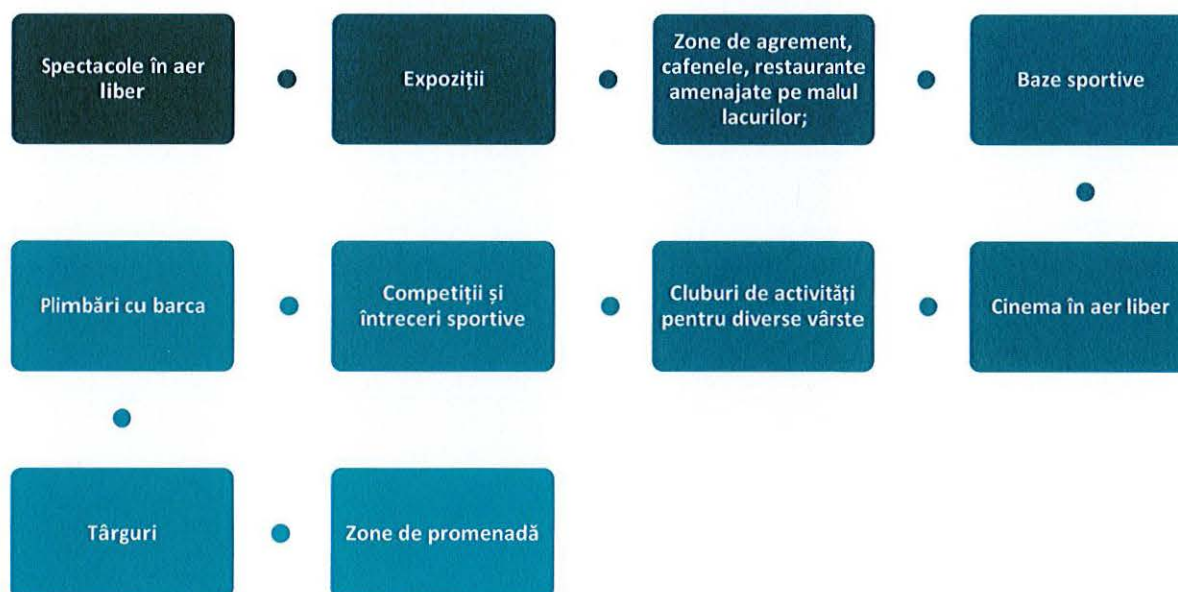 Spectacole în aer
liber
Expoziții
Zone de agrement,
cafenele, restaurante
amenajate pe malul
lacurilor;
Baze sportive
Plimbări cu barca
Competiții și
întreceri sportive
Cluburi de activități
pentru diverse vârste
Cinema în aer liber
Târguri
Zone de promenadă